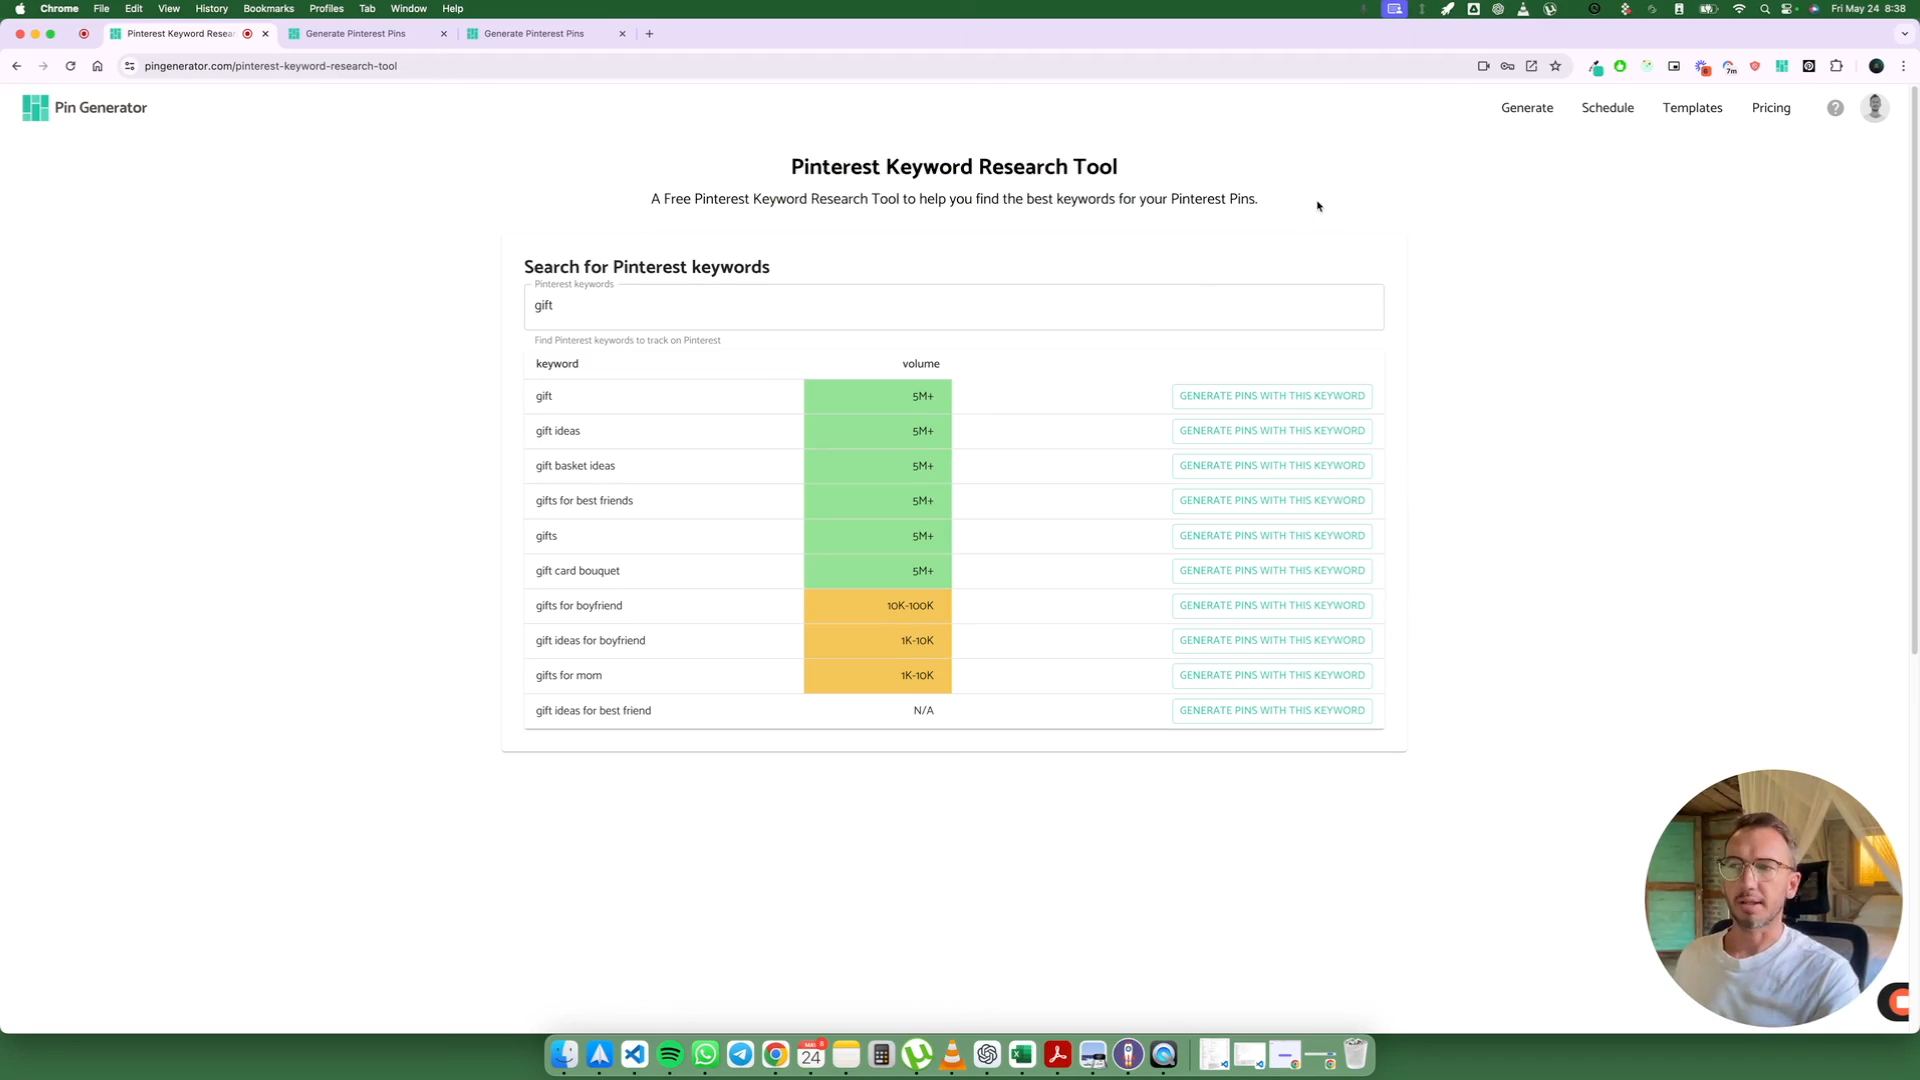 Chrome File Edit View History Bookmarks Profiles Tab Window Help
Fri May 24 8:38
Pinterest Keyword Resear
Generate Pinterest Pins
Generate Pinterest Pins
pingenerator.com/pinterest-keyword-research-tool
7m
Pin Generator
Generate Schedule Templates Pricing
Pinterest Keyword Research Tool
A Free Pinterest Keyword Research Tool to help you find the best keywords for your Pinterest Pins.
Search for Pinterest keywords
Pinterest keywords
gift
Find Pinterest keywords to track on Pinterest
keyword volume
gift 5M+ GENERATE PINS WITH THIS KEYWORD
gift ideas 5M+ GENERATE PINS WITH THIS KEYWORD
gift basket ideas 5M+ GENERATE PINS WITH THIS KEYWORD
gifts for best friends 5M+ GENERATE PINS WITH THIS KEYWORD
gifts 5M+ GENERATE PINS WITH THIS KEYWORD
gift card bouquet 5M+ GENERATE PINS WITH THIS KEYWORD
gifts for boyfriend 10K-100K GENERATE PINS WITH THIS KEYWORD
gift ideas for boyfriend 1K-10K GENERATE PINS WITH THIS KEYWORD
gifts for mom 1K-10K GENERATE PINS WITH THIS KEYWORD
gift ideas for best friend N/A GENERATE PINS WITH THIS KEYWORD
24